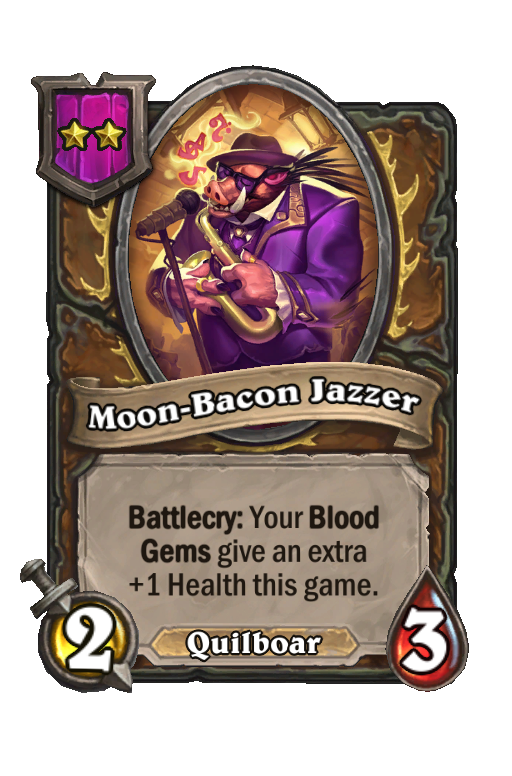 Moon-Bacon Jazzer
Battlecry: Your Blood
Gems give an extra
+1 Health this game.
2
Quilboar
3